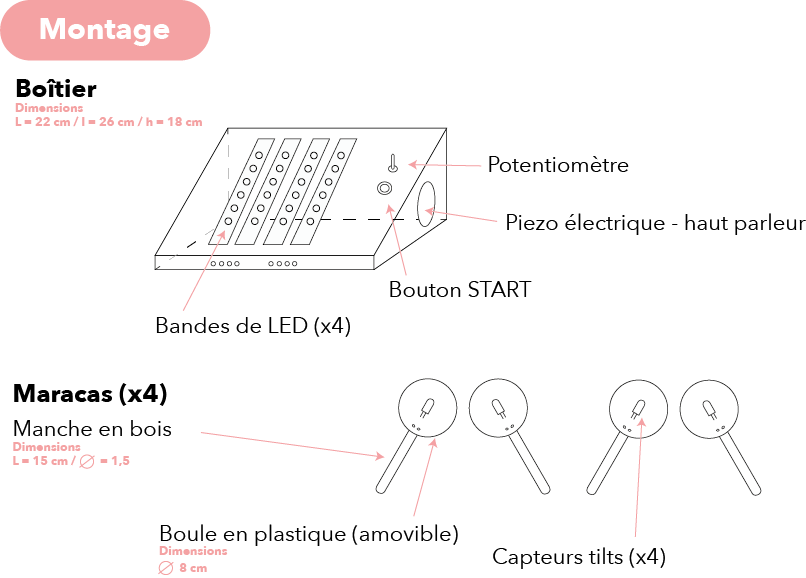 Montage
Boîtier
Dimensions
L = 22 cm / l = 26 cm / h = 18 cm
Potentiomètre
Piezo électrique - haut parleur
Bouton START
Bandes de LED (x4)
Maracas (x4)
Manche en bois
Dimensions
L = 15 cm / ∅ = 1,5
Boule en plastique (amovible)
Dimensions
∅ 8 cm
Capteurs tilts (x4)